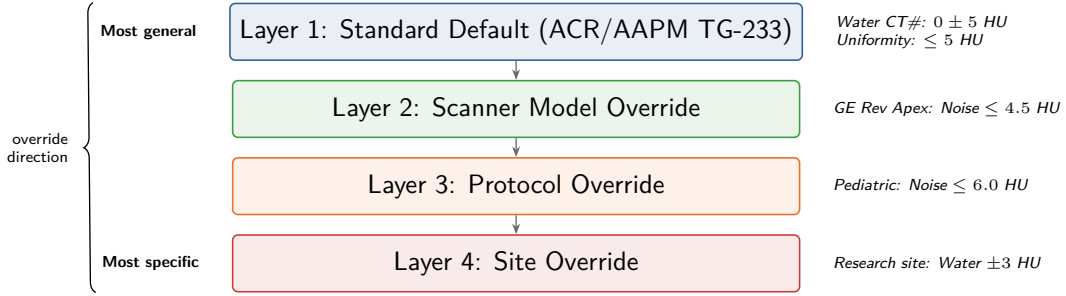 Most general
Layer 1: Standard Default (ACR/AAPM TG-233)
Water CT#: 0 ± 5 HU
Uniformity: ≤ 5 HU
Layer 2: Scanner Model Override
GE Rev Apex: Noise ≤ 4.5 HU
override
direction
Layer 3: Protocol Override
Pediatric: Noise ≤ 6.0 HU
Most specific
Layer 4: Site Override
Research site: Water ±3 HU